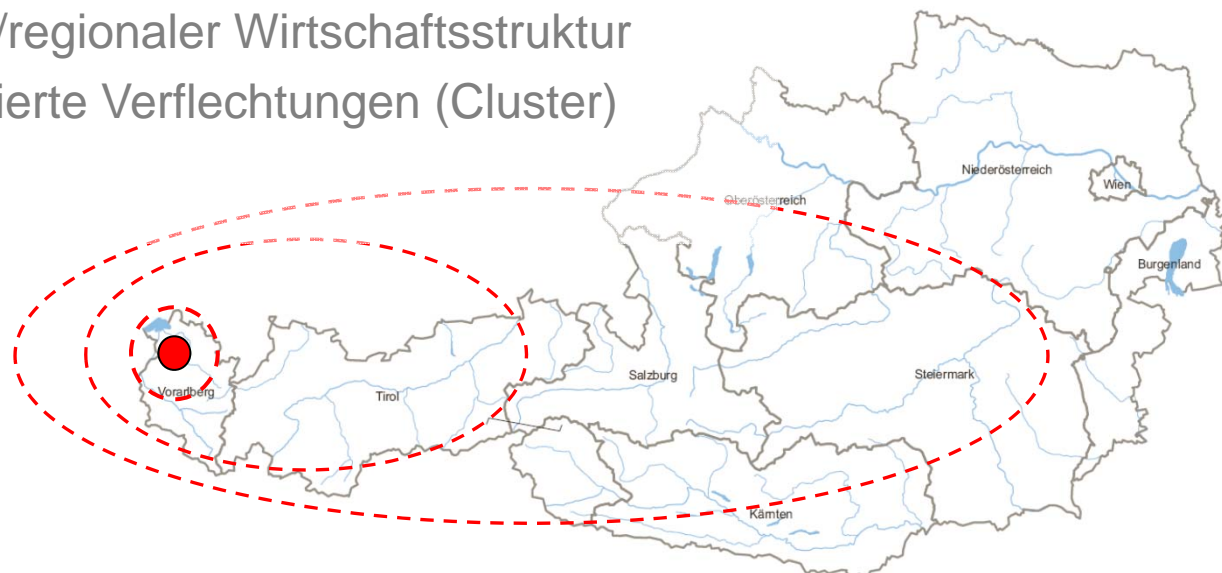 /regionaler Wirtschaftsstruktur
ierte Verflechtungen (Cluster)
Niederösterreich
Wien
Oberösterreich
Burgenland
Vorarlberg
Tirol
Salzburg
Steiermark
Kärnten